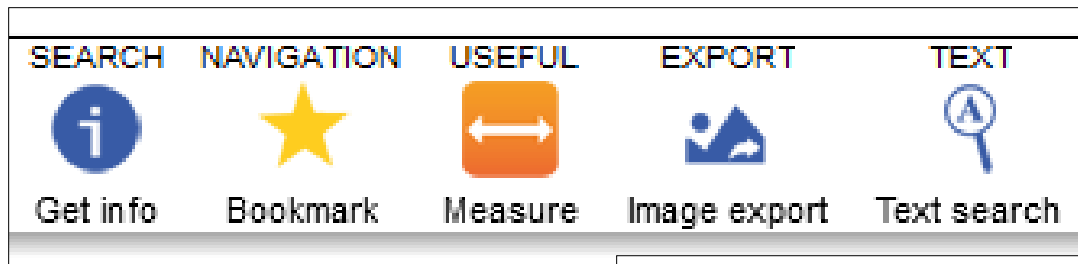 SEARCH NAVIGATION USEFUL EXPORT TEXT
i A
Get info Bookmark Measure Image export Text search